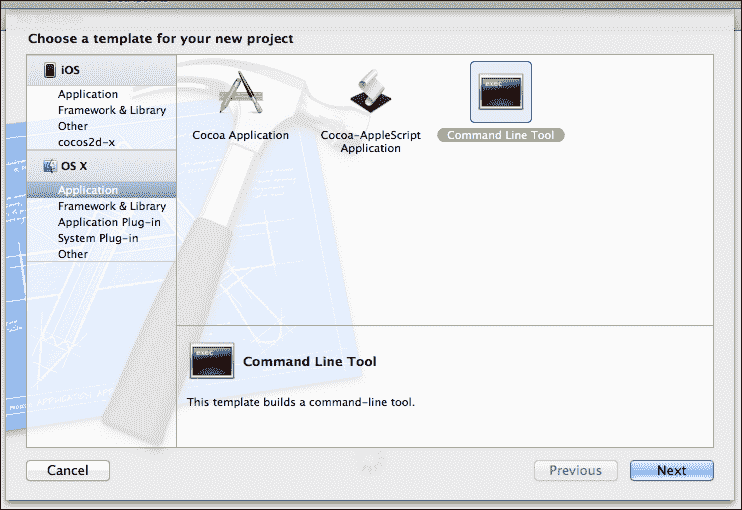 Choose a template for your new project
iOS
Application
Framework & Library
Other
cocos2d-x
OS X
Application
Framework & Library
Application Plug-in
System Plug-in
Other
Cocoa Application
Cocoa-AppleScript
Application
exec
Command Line Tool
exec
Command Line Tool
This template builds a command-line tool.
Cancel
Previous
Next